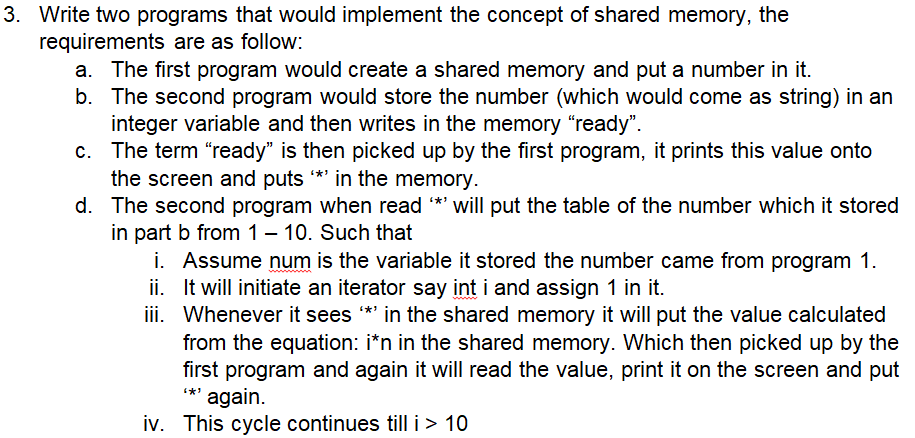 3. Write two programs that would implement the concept of shared memory, the
requirements are as follow:
a. The first program would create a shared memory and put a number in it.
b. The second program would store the number (which would come as string) in an
integer variable and then writes in the memory “ready”.
c. The term “ready” is then picked up by the first program, it prints this value onto
the screen and puts ‘*’ in the memory.
d. The second program when read ‘*’ will put the table of the number which it stored
in part b from 1 – 10. Such that
i. Assume num is the variable it stored the number came from program 1.
ii. It will initiate an iterator say int i and assign 1 in it.
iii. Whenever it sees ‘*’ in the shared memory it will put the value calculated
from the equation: i*n in the shared memory. Which then picked up by the
first program and again it will read the value, print it on the screen and put
‘*’ again.
iv. This cycle continues till i > 10